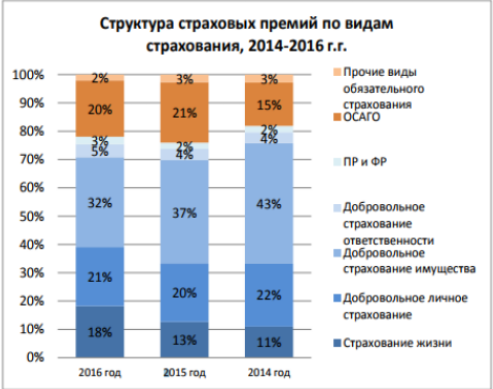 Структура страховых премий по видам
страхования, 2014-2016 г.г.
100%
90%
80%
70%
60%
50%
40%
30%
20%
10%
0%
2%
20%
3%
5%
32%
21%
18%
3%
21%
2%
4%
37%
20%
13%
3%
15%
2%
4%
43%
22%
11%
2016 год
2015 год
2014 год
Прочие виды
обязательного
страхования
ОСАГО
ПР и ФР
Добровольное
страхование
ответственности
Добровольное
страхование имущества
Добровольное личное
страхование
Страхование жизни